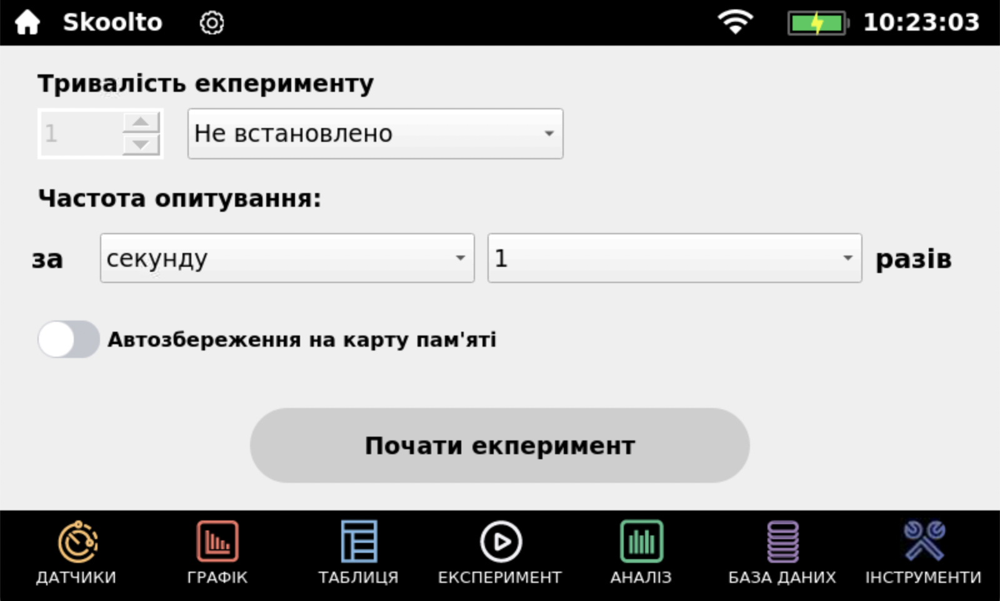 Skoolto 10:23:03
Тривалість екперименту
1 Не встановлено
Частота опитування:
за секунду 1 разів
Автозбереження на карту пам'яті
Почати екперимент
ДАТЧИКИ ГРАФІК ТАБЛИЦЯ ЕКСПЕРИМЕНТ АНАЛІЗ БАЗА ДАНИХ ІНСТРУМЕНТИ